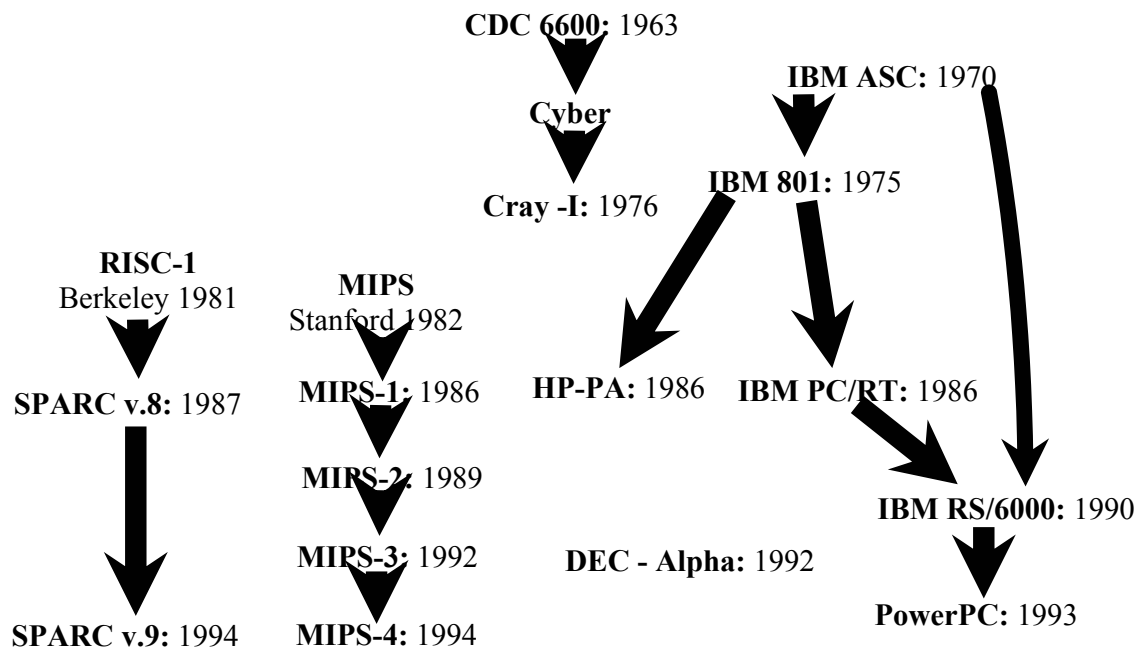 CDC 6600: 1963
IBM ASC: 1970
Cyber
IBM 801: 1975
Cray -I: 1976
RISC-1
Berkeley 1981
MIPS
Stanford 1982
SPARC v.8: 1987
MIPS-1: 1986
HP-PA: 1986
IBM PC/RT: 1986
MIPS-2: 1989
IBM RS/6000: 1990
MIPS-3: 1992
DEC - Alpha: 1992
PowerPC: 1993
SPARC v.9: 1994
MIPS-4: 1994